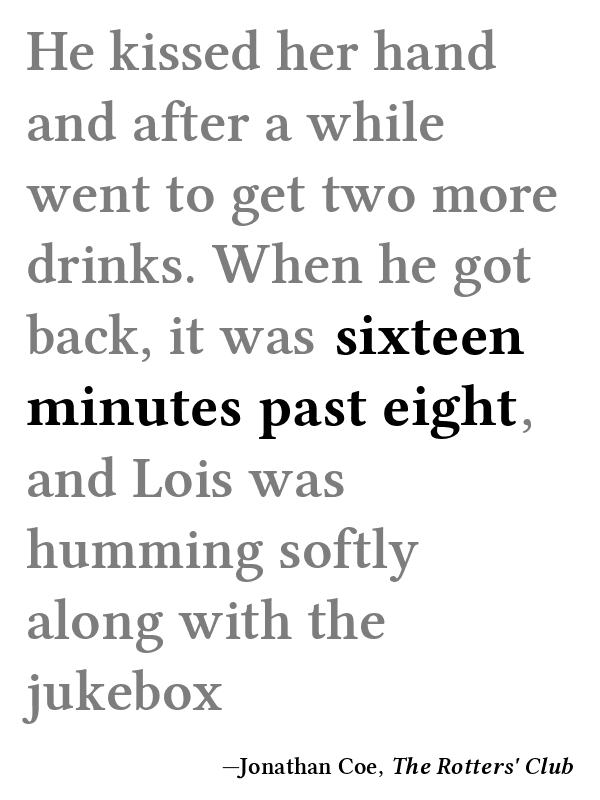 He kissed her hand
and after a while
went to get two more
drinks. When he got
back, it was sixteen
minutes past eight,
and Lois was
humming softly
along with the
jukebox
—Jonathan Coe, The Rotters' Club